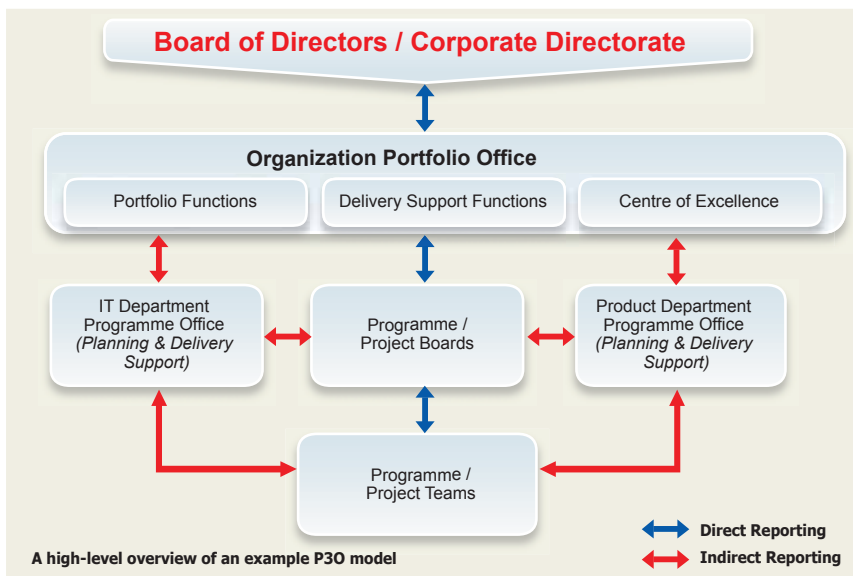 Board of Directors / Corporate Directorate
Organization Portfolio Office
Portfolio Functions
Delivery Support Functions
Centre of Excellence
IT Department
Programme Office
(Planning & Delivery
Support)
Programme /
Project Boards
Product Department
Programme Office
(Planning & Delivery
Support)
Programme /
Project Teams
Direct Reporting
Indirect Reporting
A high-level overview of an example P3O model